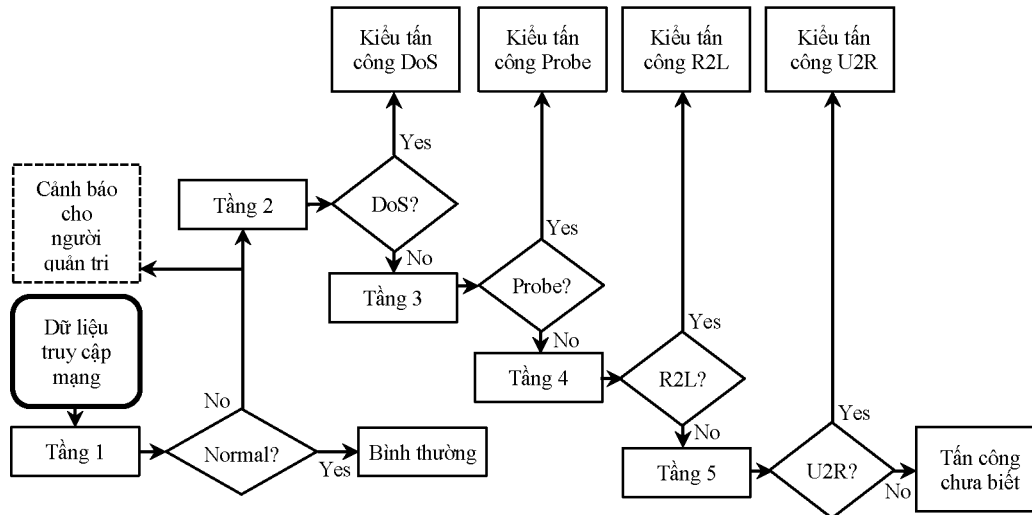 Kiểu tấn
công DoS
Kiểu tấn
công Probe
Kiểu tấn
công R2L
Kiểu tấn
công U2R
Yes
Cảnh báo
cho
người
quản trị
Tầng 2
DoS?
No
Yes
Tầng 3
Probe?
Dữ liệu
truy cập
mạng
No
Yes
Tầng 4
R2L?
No
No
Yes
Tầng 1
Normal?
Yes
Bình thường
Tầng 5
U2R?
No
Tấn công
chưa biết